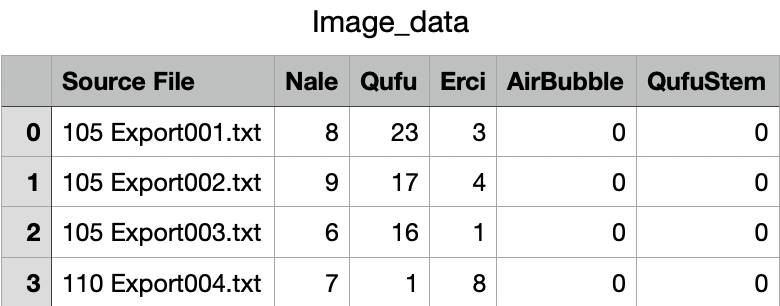 Image_data
Source File Nale Qufu Erci AirBubble QufuStem
0 105 Export001.txt 8 23 3 0 0
1 105 Export002.txt 9 17 4 0 0
2 105 Export003.txt 6 16 1 0 0
3 110 Export004.txt 7 1 8 0 0